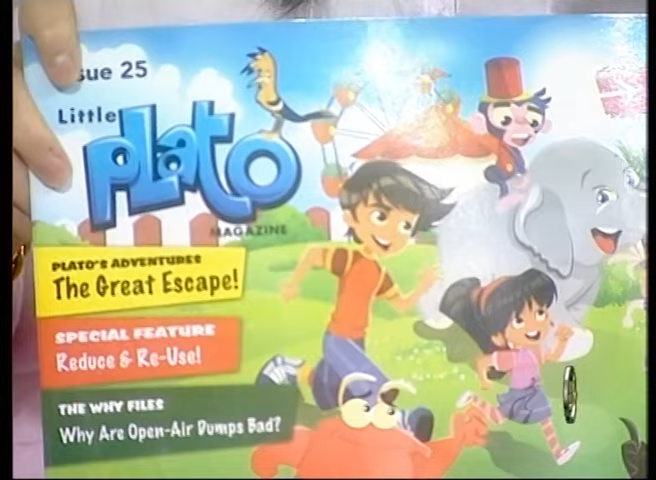 sue 25
Little
Plato
MAGAZINE
PLATO'S ADVENTURES
The Great Escape!
SPECIAL FEATURE
Reduce & Re-Use!
THE WHY FILES
Why Are Open-Air Dumps Bad?